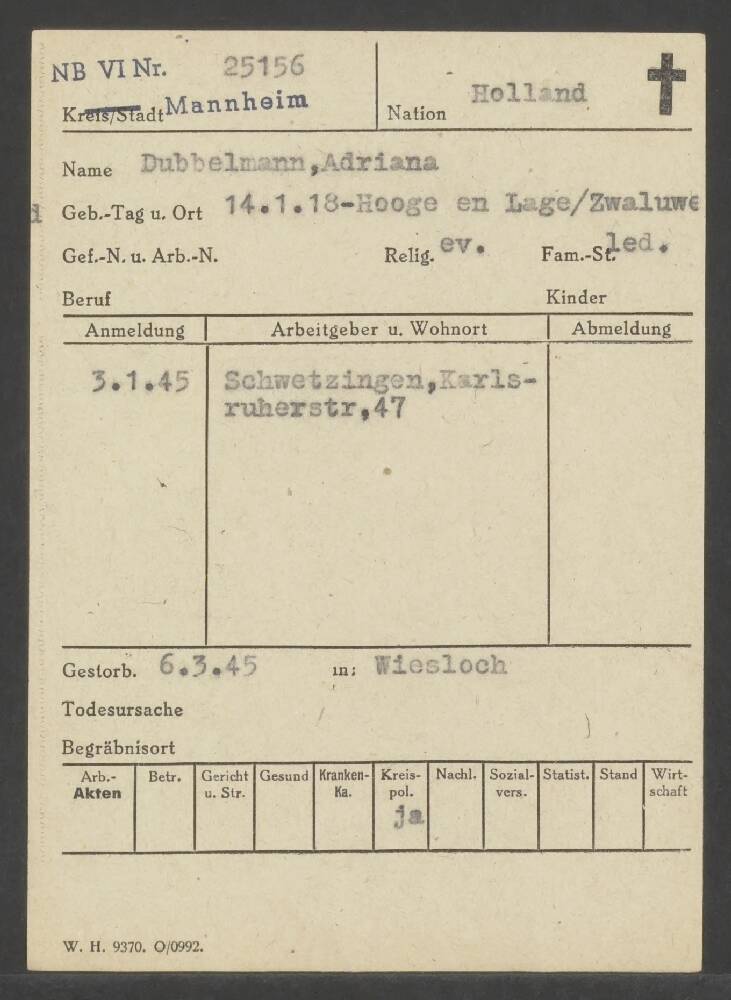 NB VI Nr. 25156
Kreis/Stadt Mannheim
Nation Holland
Name Dubbelmann,Adriana
Geb.-Tag u. Ort 14.1.18-Hooge en Lage/Zwaluwe
Gef.-N. u. Arb.-N. Relig. ev. Fam.-St. led.
Beruf Kinder
Anmeldung Arbeitgeber u. Wohnort Abmeldung
3.1.45 Schwetzingen,Karls-
ruherstr,47
Gestorb. 6.3.45 in: Wiesloch
Todesursache
Begräbnisort
Arb.- Betr. Gericht Gesund Kranken- Kreis- Nachl. Sozial- Statist. Stand Wirt-
Akten u. Str. Ka. pol. vers. schaft
ja
W. H. 9370. O/0992.